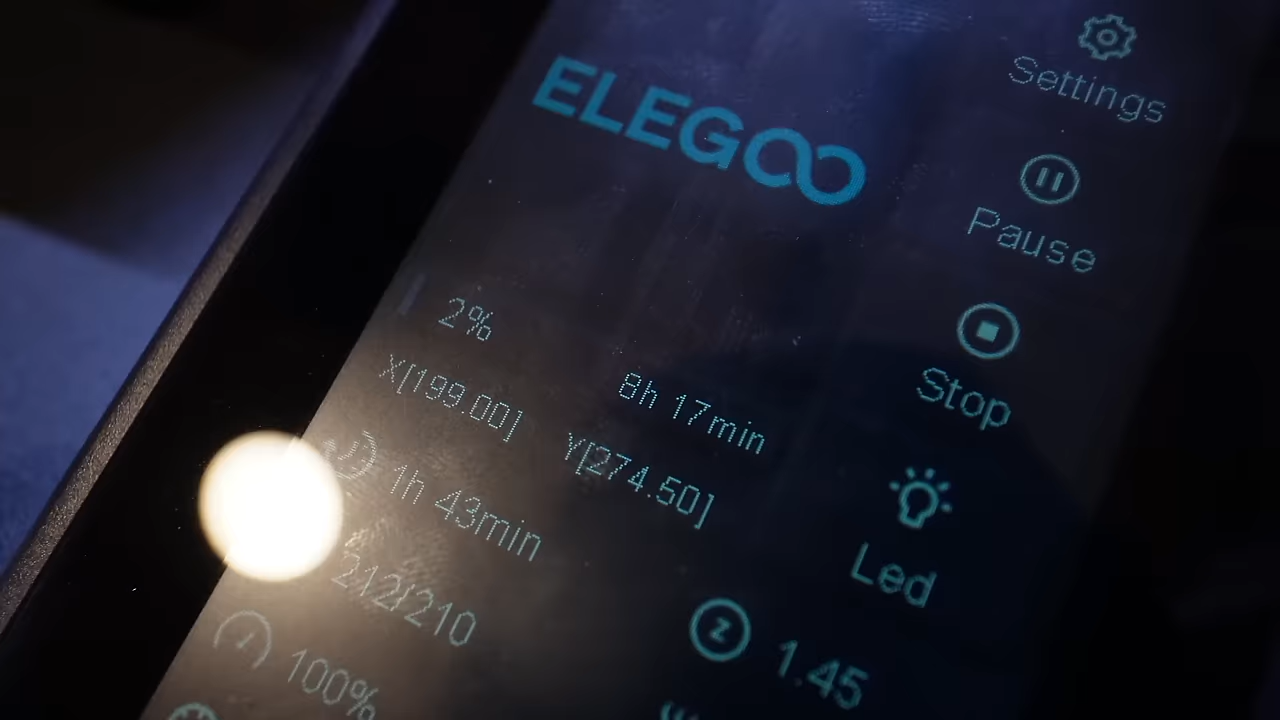 ELEGOO
Settings
Pause
Stop
Led
2%
8h 17min
X[199.00]
Y[274.50]
1h 43min
212/210
Z
1.45
100%